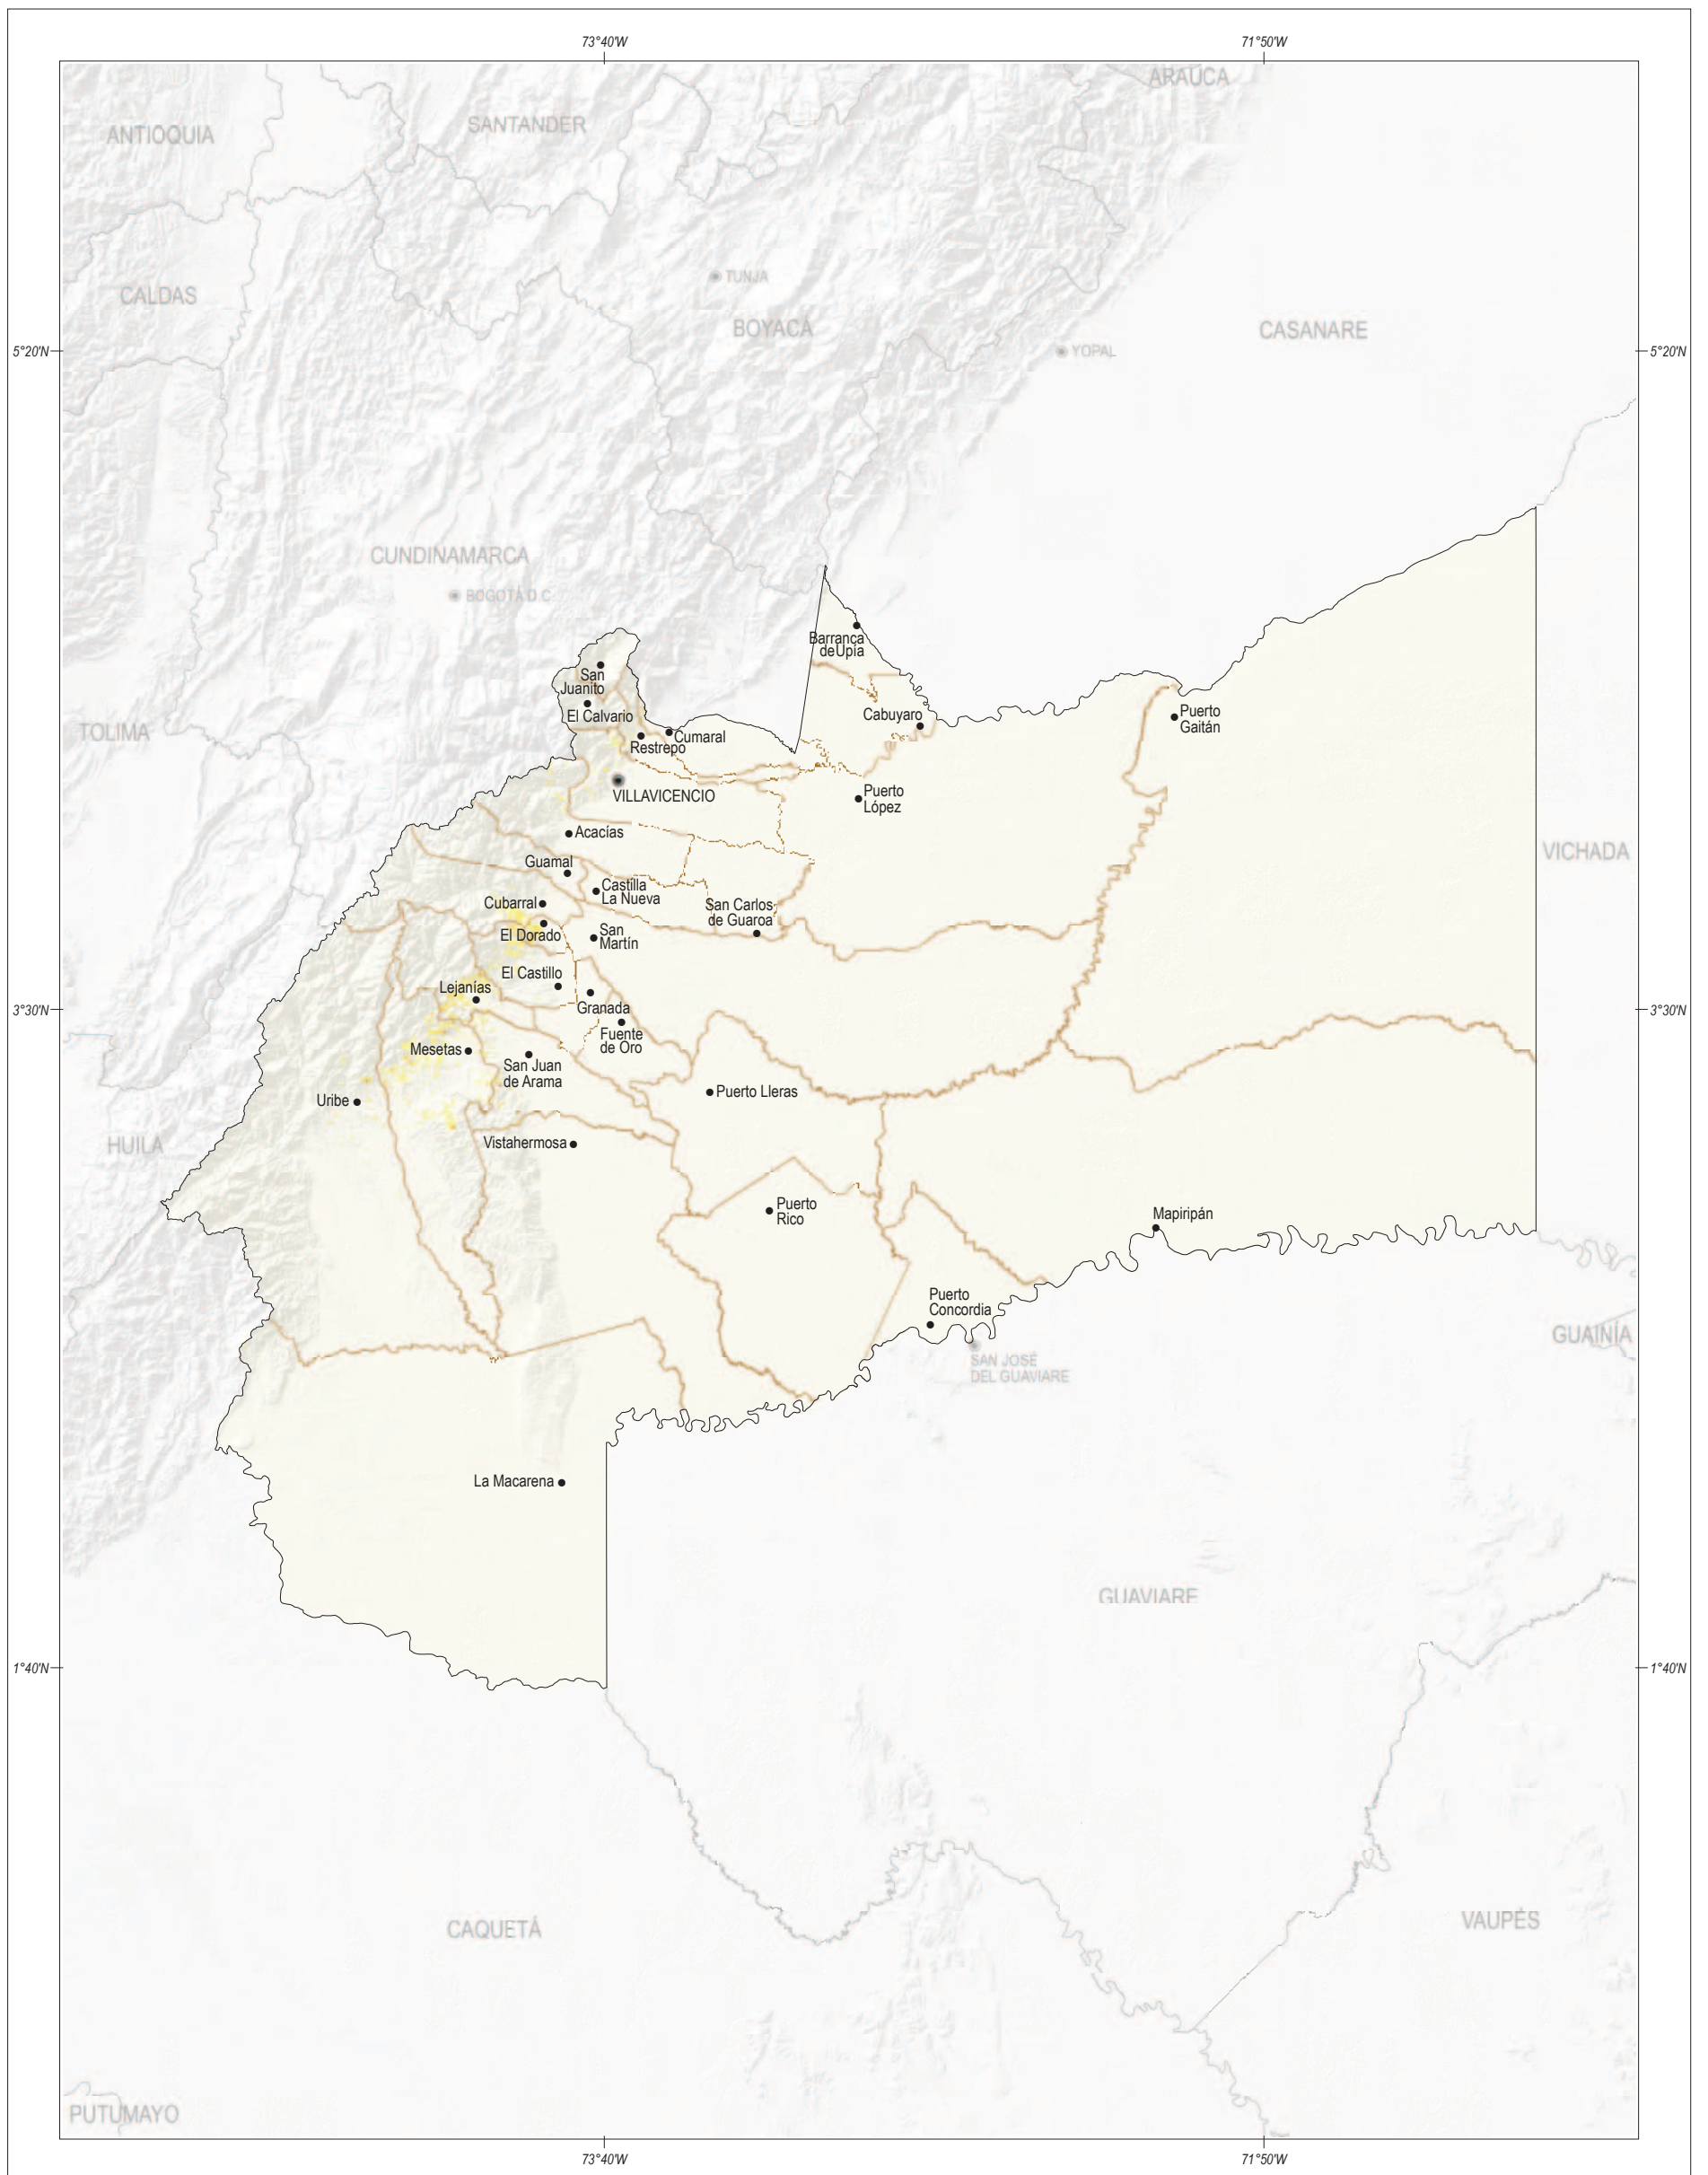 73°40'W
71°50'W
ARAUCA
SANTANDER
ANTIOQUIA
TUNJA
CALDAS
BOYACÁ
CASANARE
5°20'N
YOPAL
5°20'N
CUNDINAMARCA
BOGOTÁ D.C.
Barranca
deUpía
San
Juanito
El Calvario
Cabuyaro
Puerto
Gaitán
TOLIMA
Cumaral
Restrepo
VILLAVICENCIO
Puerto
López
Acacías
VICHADA
Guamal
Castilla
La Nueva
Cubarral
San Carlos
de Guaroa
El Dorado
San
Martín
El Castillo
Lejanías
3°30'N
Granada
3°30'N
Fuente
de Oro
Mesetas
San Juan
de Arama
Puerto Lleras
Uribe
HUILA
Vistahermosa
Puerto
Rico
Mapiripán
Puerto
Concordia
GUAINÍA
SAN JOSÉ
DEL GUAVIARE
La Macarena
GUAVIARE
1°40'N
1°40'N
CAQUETÁ
VAUPÉS
PUTUMAYO
73°40'W
71°50'W